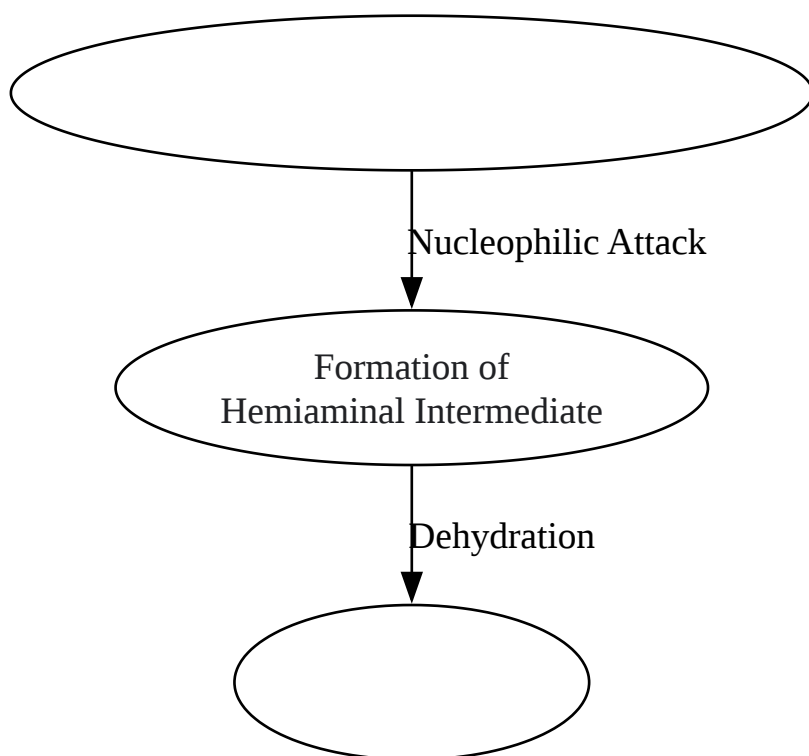 Nucleophilic Attack
Formation of
Hemiaminal Intermediate
Dehydration